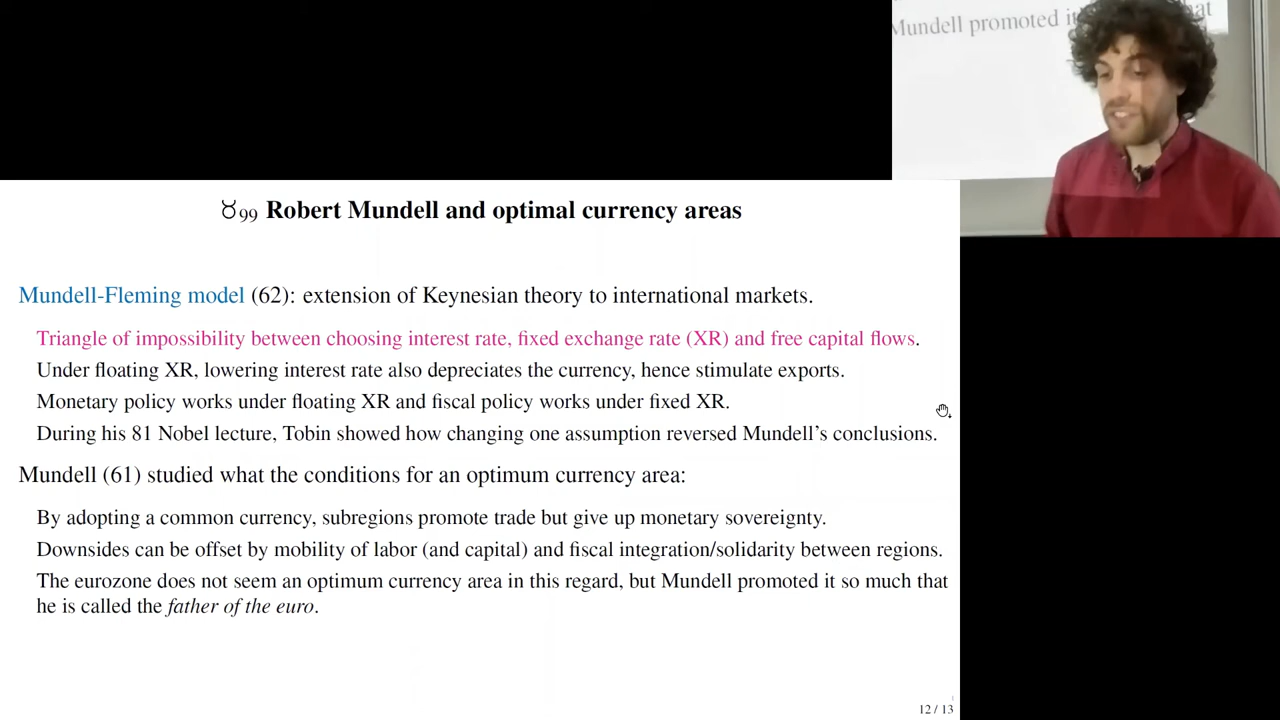 Mundell promoted it
♉99 Robert Mundell and optimal currency areas
Mundell-Fleming model (62): extension of Keynesian theory to international markets.
Triangle of impossibility between choosing interest rate, fixed exchange rate (XR) and free capital flows.
Under floating XR, lowering interest rate also depreciates the currency, hence stimulate exports.
Monetary policy works under floating XR and fiscal policy works under fixed XR.
During his 81 Nobel lecture, Tobin showed how changing one assumption reversed Mundell's conclusions.
Mundell (61) studied what the conditions for an optimum currency area:
By adopting a common currency, subregions promote trade but give up monetary sovereignty.
Downsides can be offset by mobility of labor (and capital) and fiscal integration/solidarity between regions.
The eurozone does not seem an optimum currency area in this regard, but Mundell promoted it so much that
he is called the father of the euro.
12 / 13